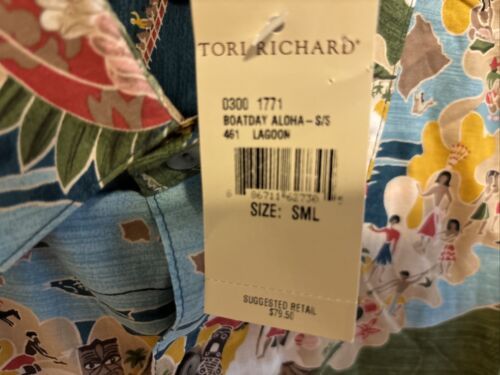 TORI RICHARD®
0300 1771
BOATDAY ALOHA-S/S
461 LAGOON
SIZE: SML
SUGGESTED RETAIL
$79.50